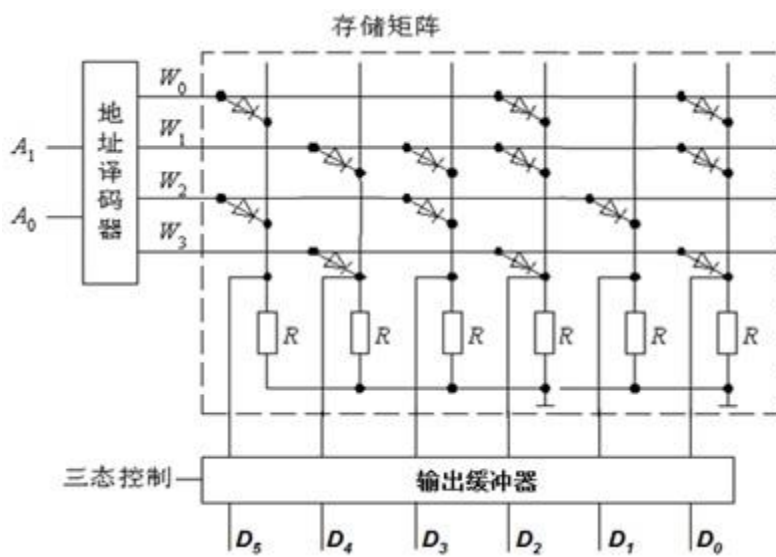 存储矩阵
地址译码器
A1
A0
W0
W1
W2
W3
R R R R R R
三态控制
输出缓冲器
D5 D4 D3 D2 D1 D0